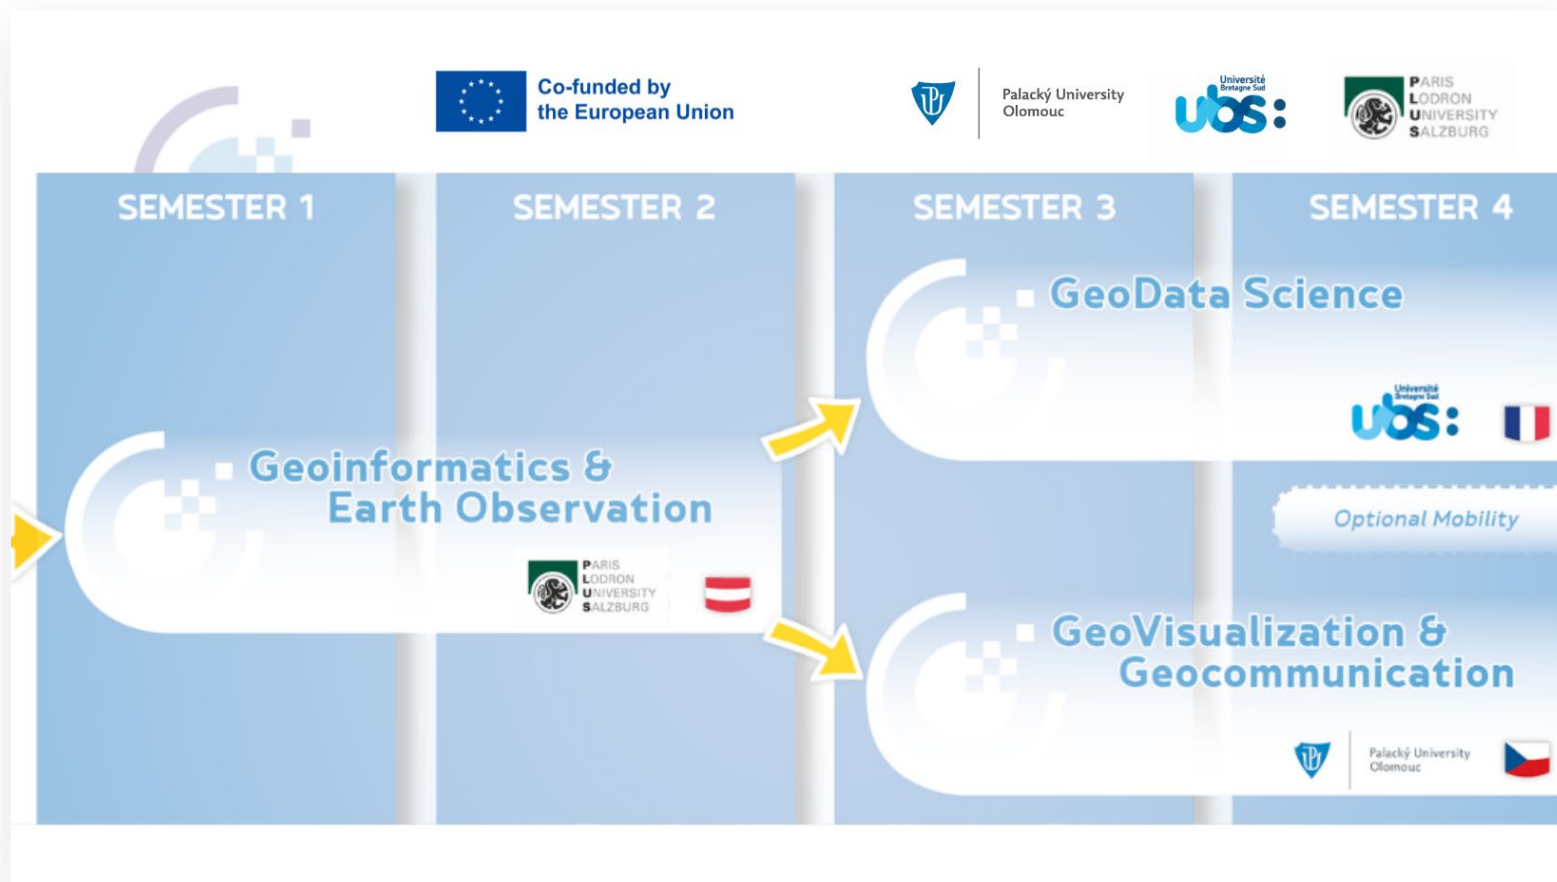 Co-funded by
the European Union
Palacký University
Olomouc
Université
Bretagne Sud
ubs:
PARIS
LODRON
UNIVERSITY
SALZBURG
SEMESTER 1
SEMESTER 2
SEMESTER 3
SEMESTER 4
GeoData Science
Université
Bretagne Sud
ubs:
Geoinformatics &
Earth Observation
PARIS
LODRON
UNIVERSITY
SALZBURG
Optional Mobility
GeoVisualization &
Geocommunication
Palacký University
Olomouc